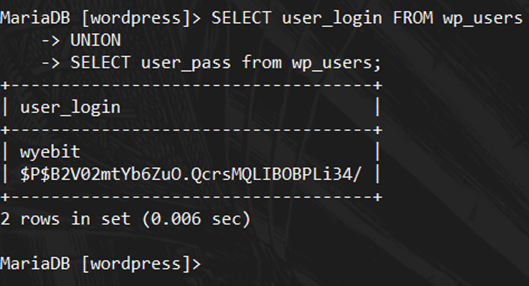 MariaDB [wordpress]> SELECT user_login FROM wp_users
    -> UNION
    -> SELECT user_pass from wp_users;
+------------------------------------+
| user_login                         |
+------------------------------------+
| wyebit                             |
| $P$B2V02mtYb6ZuO.QcrsMQLIBOBPLi34/ |
+------------------------------------+
2 rows in set (0.006 sec)
MariaDB [wordpress]>